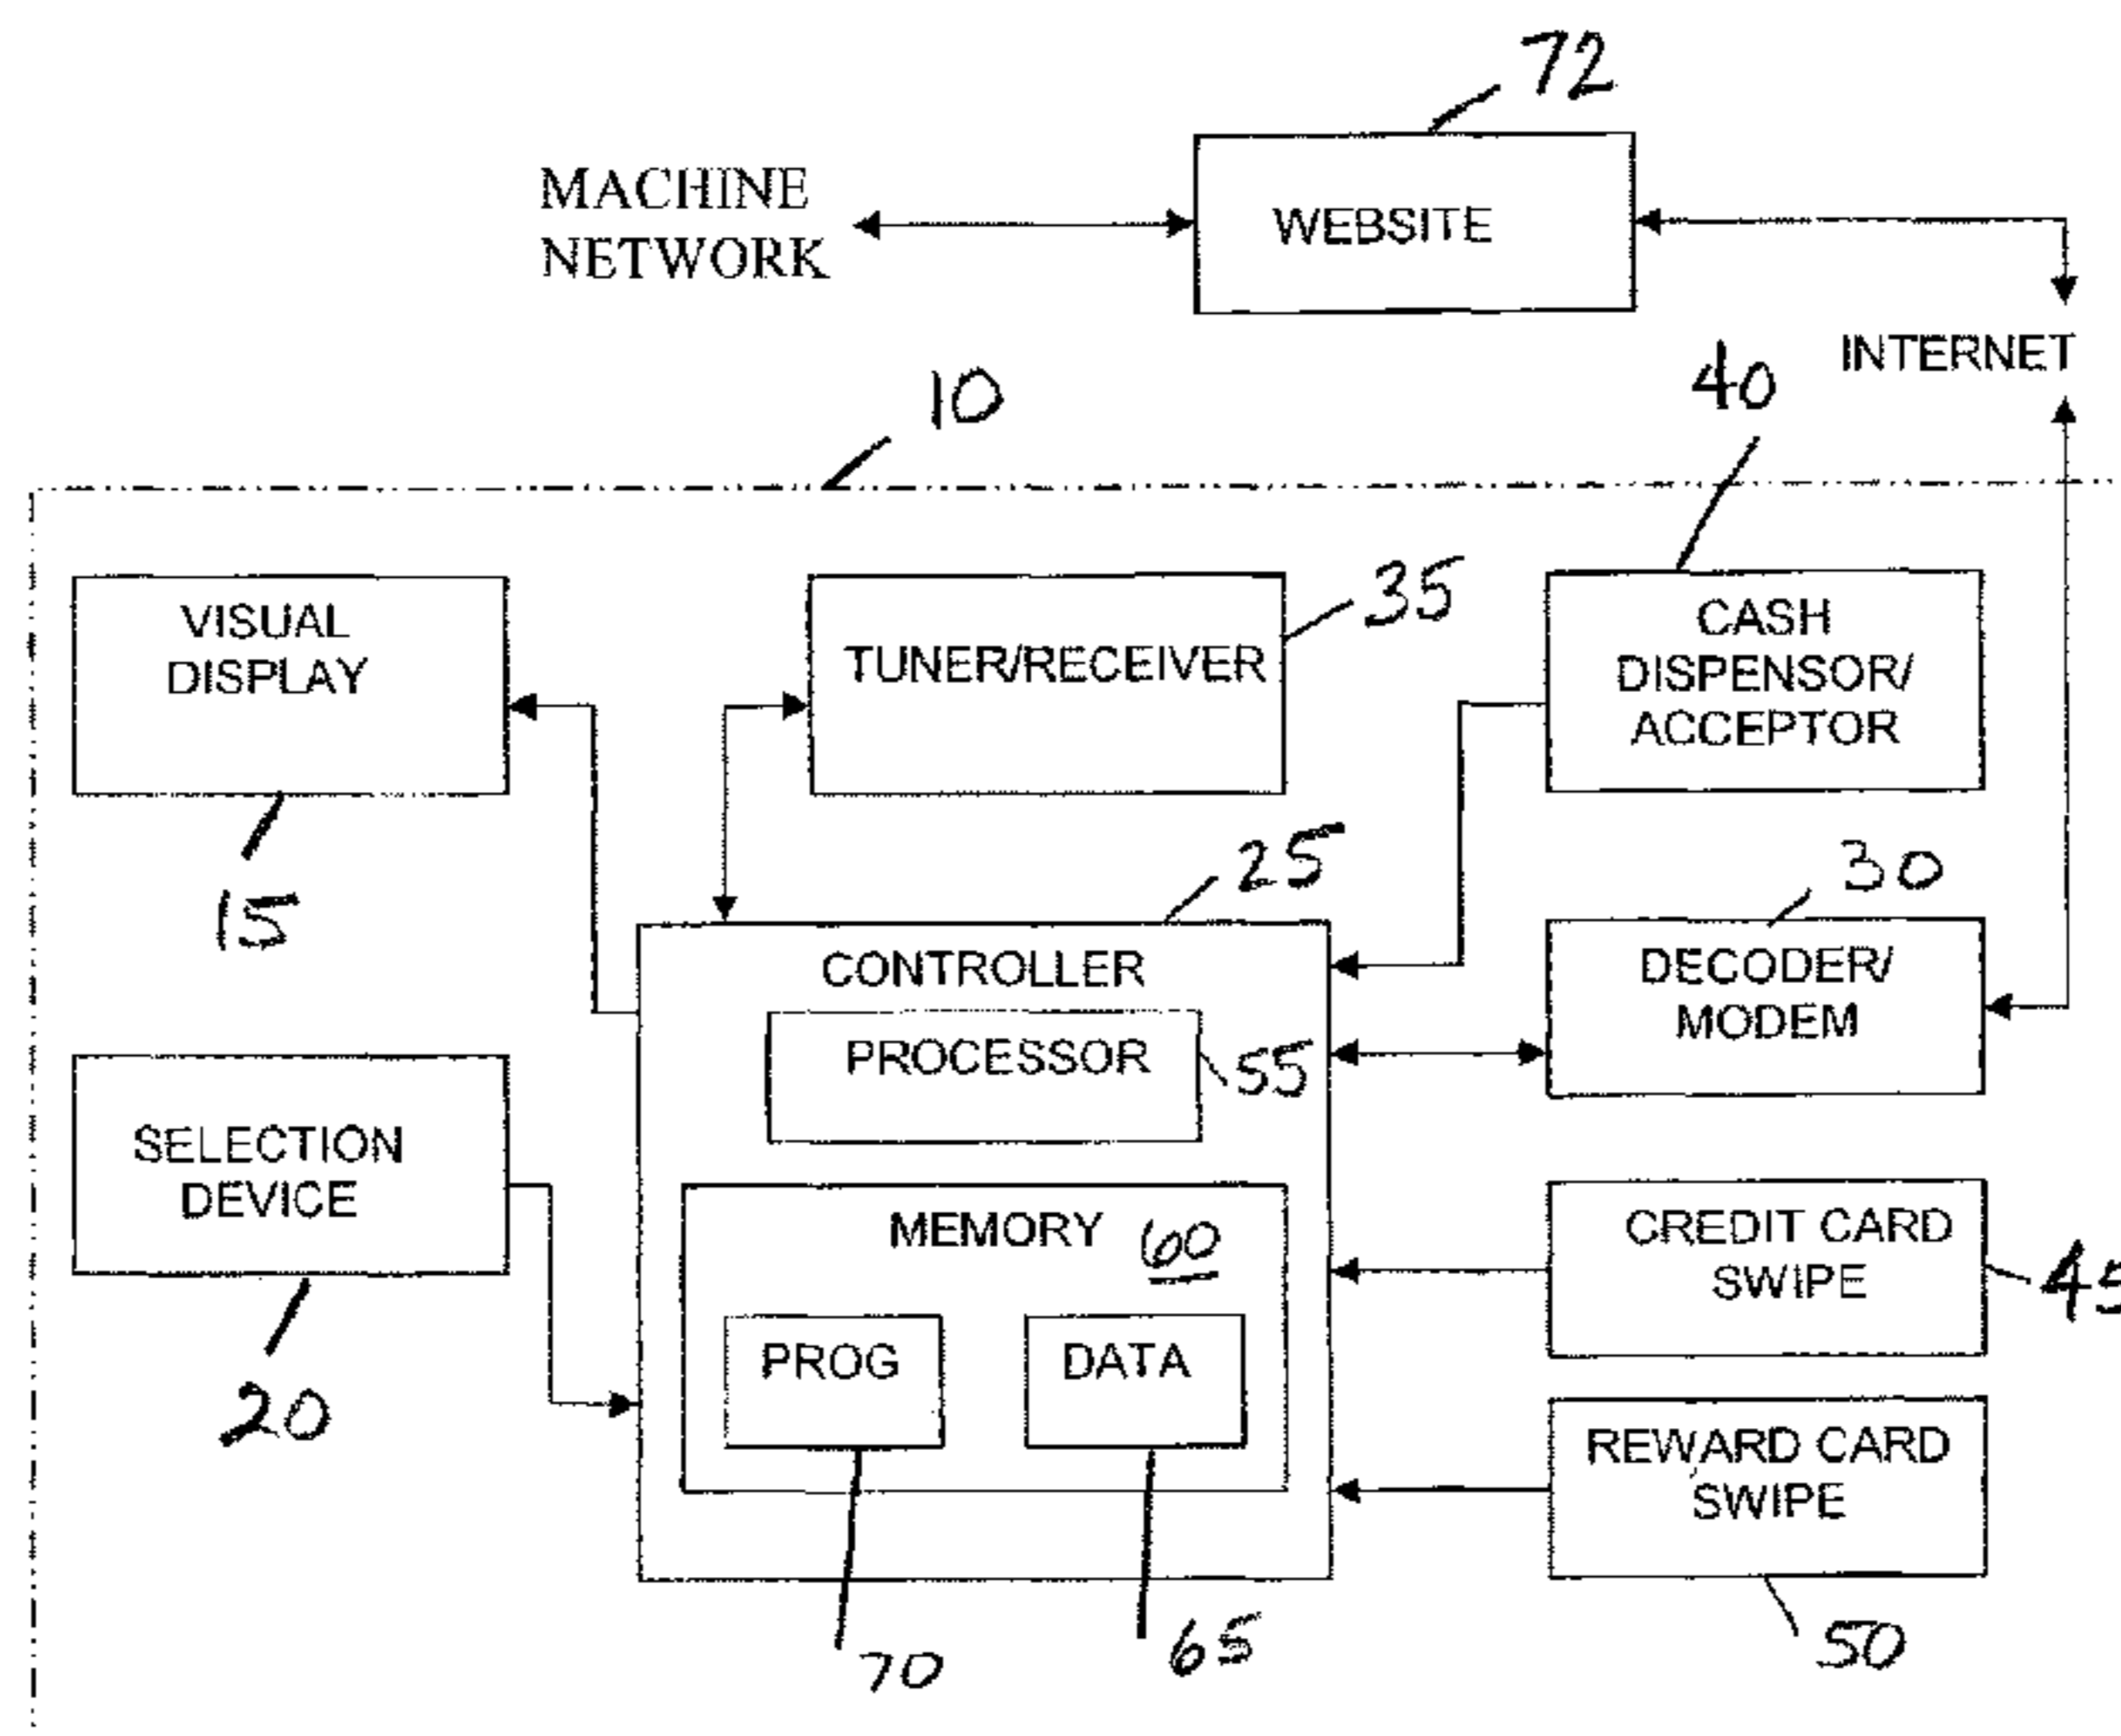 72
MACHINE
NETWORK
WEBSITE
INTERNET
10
40
VISUAL
DISPLAY
TUNER/RECEIVER
35
CASH
DISPENSOR/
ACCEPTOR
15
25
30
CONTROLLER
DECODER/
MODEM
PROCESSOR
55
SELECTION
DEVICE
MEMORY
60
CREDIT CARD
SWIPE
45
PROG
DATA
20
REWARD CARD
SWIPE
70
65
50